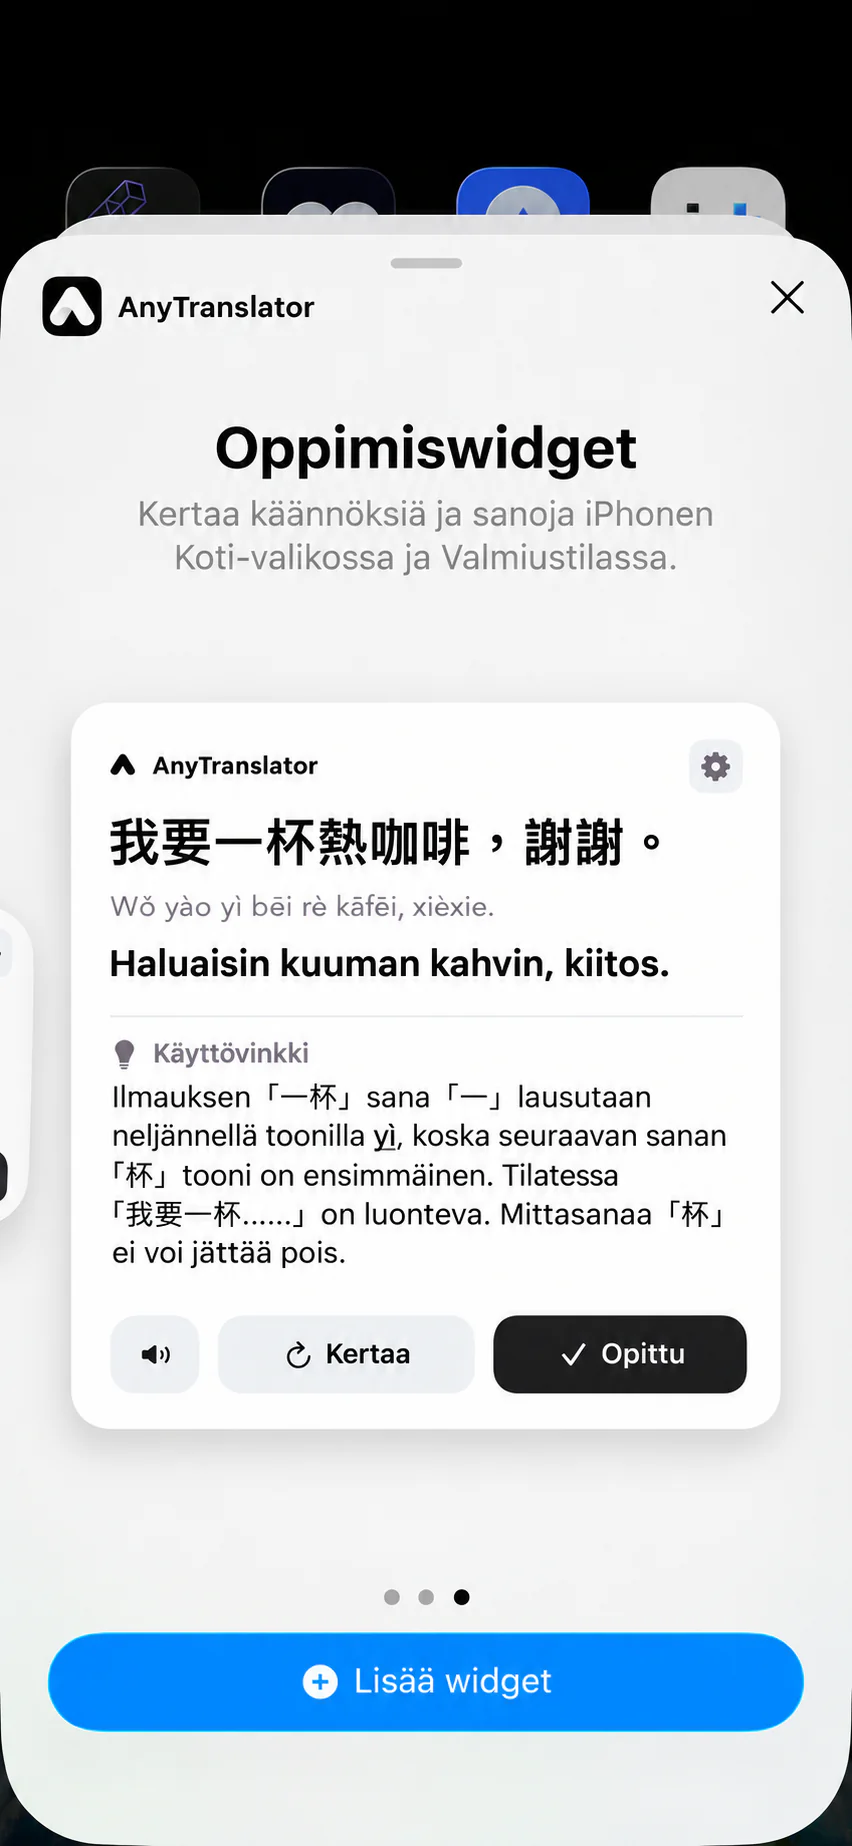 AnyTranslator
Oppimiswidget
Kertaa käännöksiä ja sanoja iPhonen
Koti-valikossa ja Valmiustilassa.
AnyTranslator
我要一杯熱咖啡，謝謝。
Wǒ yào yì bēi rè kāfēi, xièxie.
Haluaisin kuuman kahvin, kiitos.
Käyttövinkki
Ilmauksen「一杯」sana「一」lausutaan
neljännellä toonilla yì, koska seuraavan sanan
「杯」tooni on ensimmäinen. Tilatessa
「我要一杯......」on luonteva. Mittasanaa「杯」
ei voi jättää pois.
Kertaa
Opittu
Lisää widget